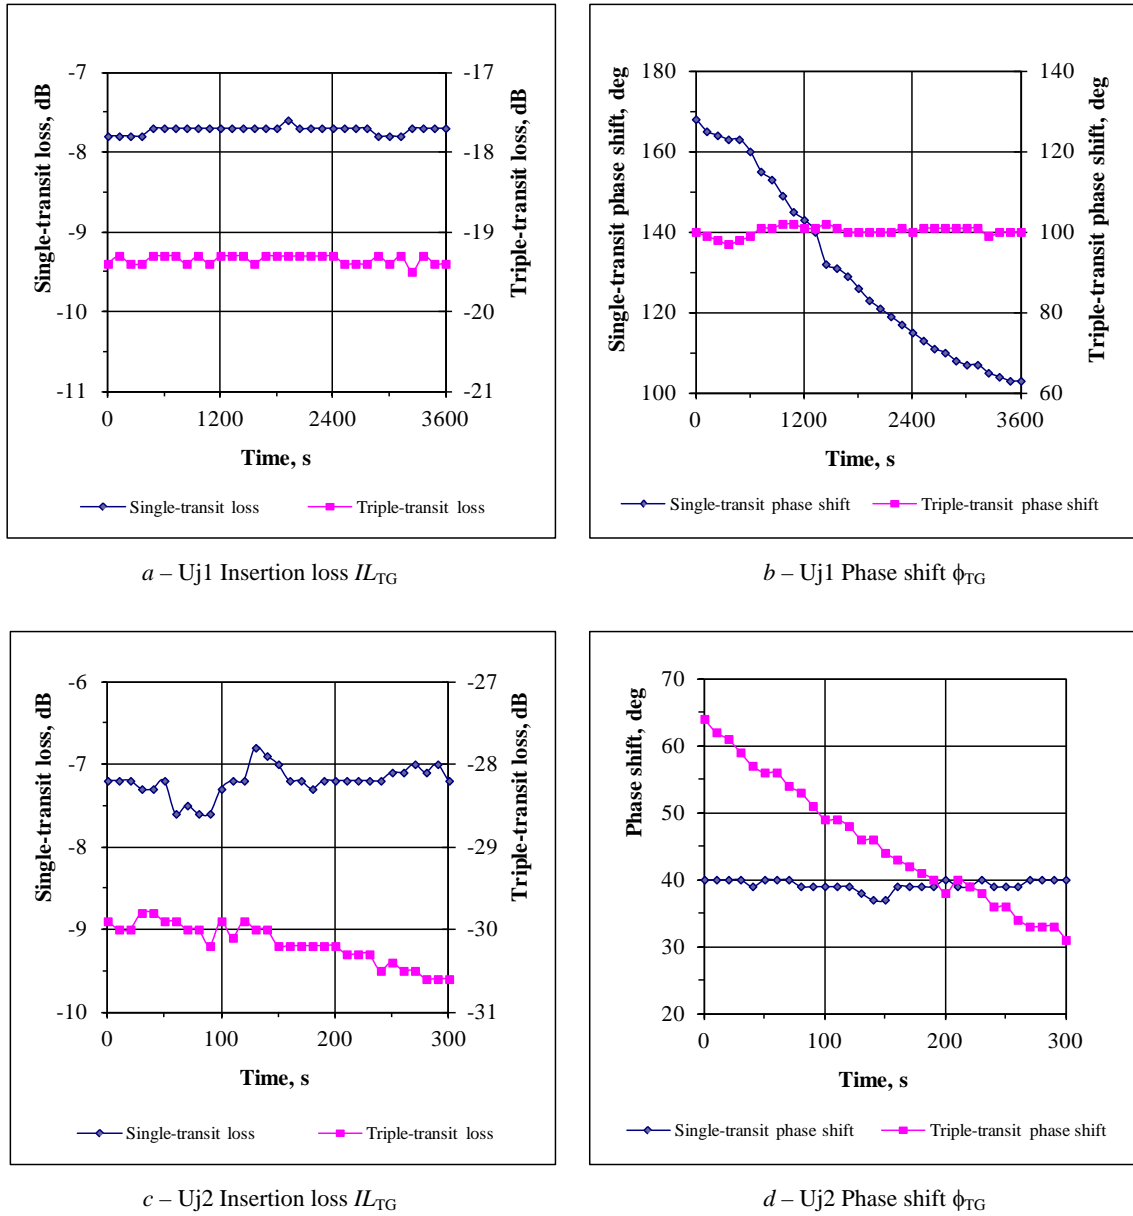 -7
-8
-9
-10
-11
-17
-18
-19
-20
-21
Single-transit loss, dB
Triple-transit loss, dB
0
1200
2400
3600
Time, s
Single-transit loss
Triple-transit loss
a – Uj1 Insertion loss ILTG
180
160
140
120
100
140
120
100
80
60
Single-transit phase shift, deg
Triple-transit phase shift, deg
0
1200
2400
3600
Time, s
Single-transit phase shift
Triple-transit phase shift
b – Uj1 Phase shift ϕTG
-6
-7
-8
-9
-10
-27
-28
-29
-30
-31
Single-transit loss, dB
Triple-transit loss, dB
0
100
200
300
Time, s
Single-transit loss
Triple-transit loss
c – Uj2 Insertion loss ILTG
70
60
50
40
30
20
Phase shift, deg
0
100
200
300
Time, s
Single-transit phase shift
Triple-transit phase shift
d – Uj2 Phase shift ϕTG